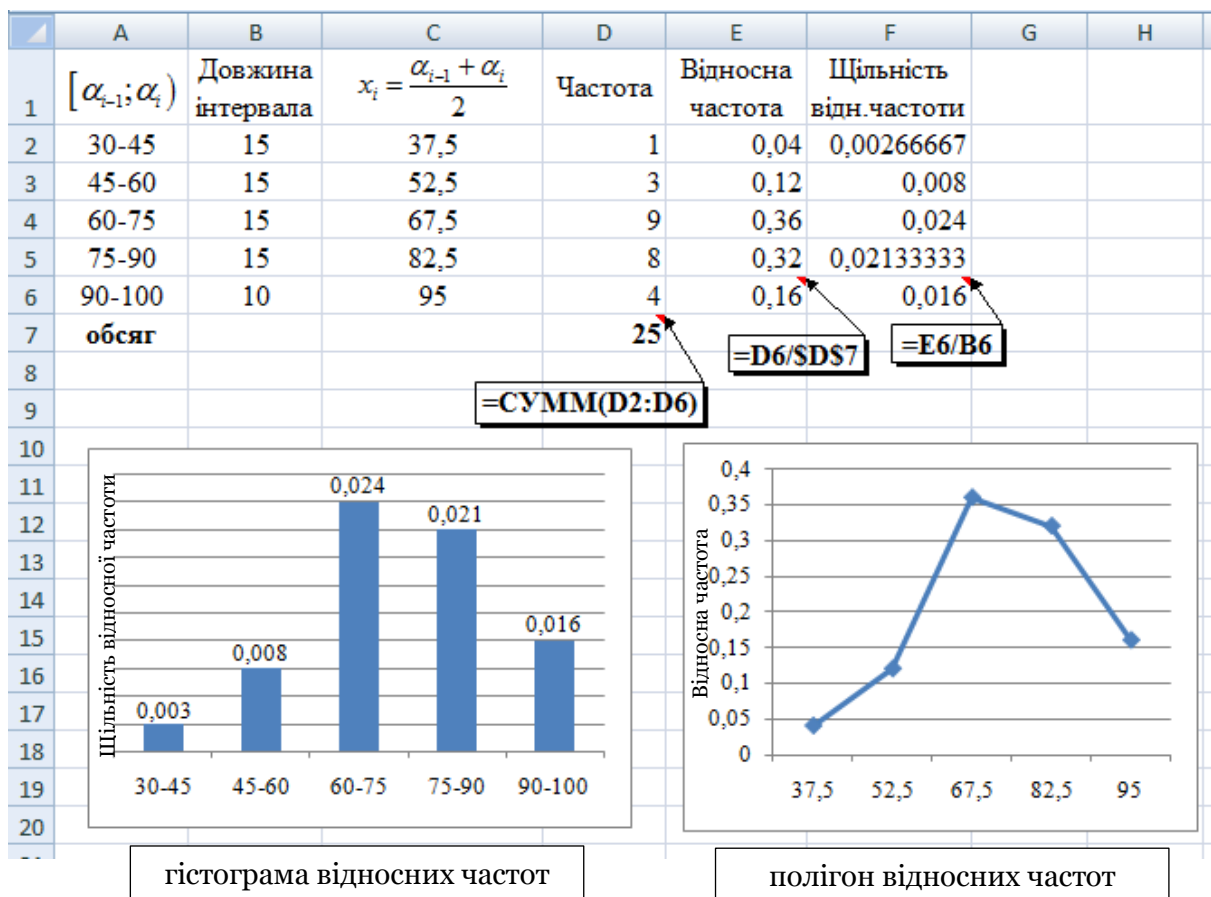 A B C D E F G H
1 [α_{i-1}; α_i) Довжина інтервала x_i = (α_{i-1} + α_i)/2 Частота Відносна частота Щільність відн.частоти
2 30-45 15 37,5 1 0,04 0,00266667
3 45-60 15 52,5 3 0,12 0,008
4 60-75 15 67,5 9 0,36 0,024
5 75-90 15 82,5 8 0,32 0,02133333
6 90-100 10 95 4 0,16 0,016
7 обсяг 25 =D6/$D$7 =E6/B6
8
9 =СУММ(D2:D6)
10
11
12
13
14
15
16
17
18
19
20
Щільність відносної частоти
0,003
0,008
0,024
0,021
0,016
30-45 45-60 60-75 75-90 90-100
гістограма відносних частот
Відносна частота
0,4
0,35
0,3
0,25
0,2
0,15
0,1
0,05
0
37,5 52,5 67,5 82,5 95
полігон відносних частот